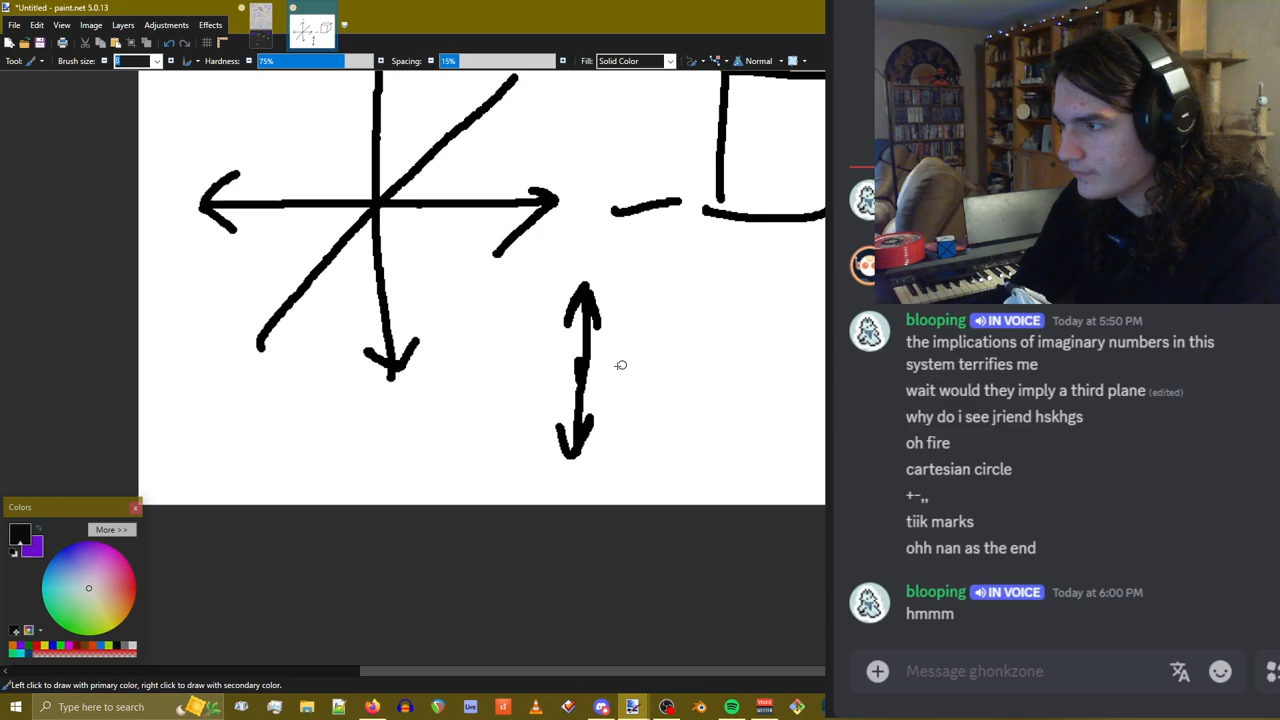 *Untitled - paint.net 5.0.13
File Edit View Image Layers Adjustments Effects
Tool: Brush size: Hardness: 75% Spacing: 15% Fill: Solid Color Normal
blooping IN VOICE Today at 5:50 PM
the implications of imaginary numbers in this
system terrifies me
wait would they imply a third plane (edited)
why do i see jriend hskhgs
oh fire
cartesian circle
+-,,
tiik marks
ohh nan as the end
Colors
More >>
blooping IN VOICE Today at 6:00 PM
hmmm
Message ghonkzone
Left click to draw with primary color, right click to draw with secondary color.
Type here to search
Live